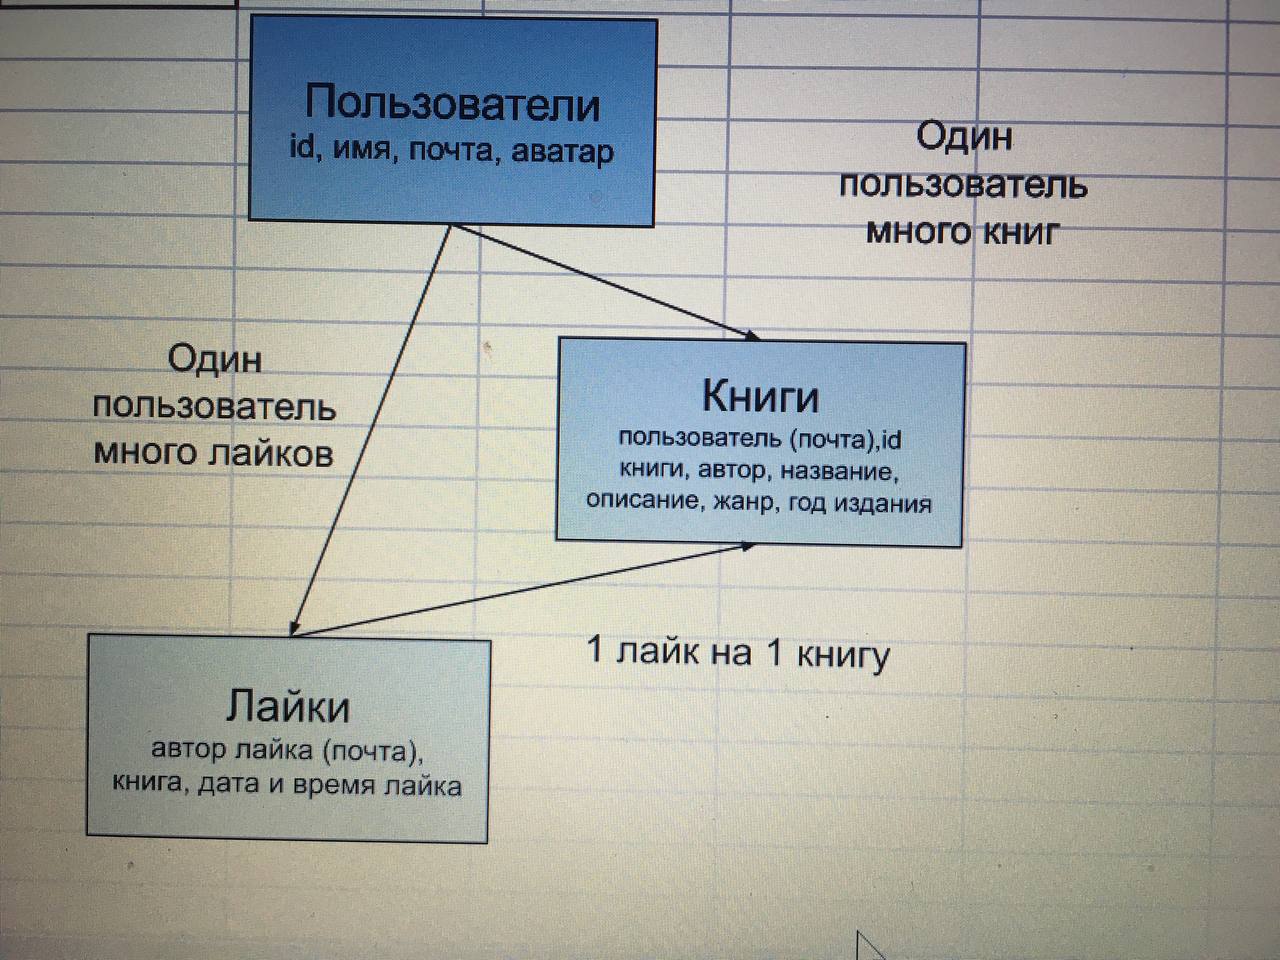 Пользователи
id, имя, почта, аватар
Один
пользователь
много книг
Один
пользователь
много лайков
Книги
пользователь (почта),id
книги, автор, название,
описание, жанр, год издания
1 лайк на 1 книгу
Лайки
автор лайка (почта),
книга, дата и время лайка